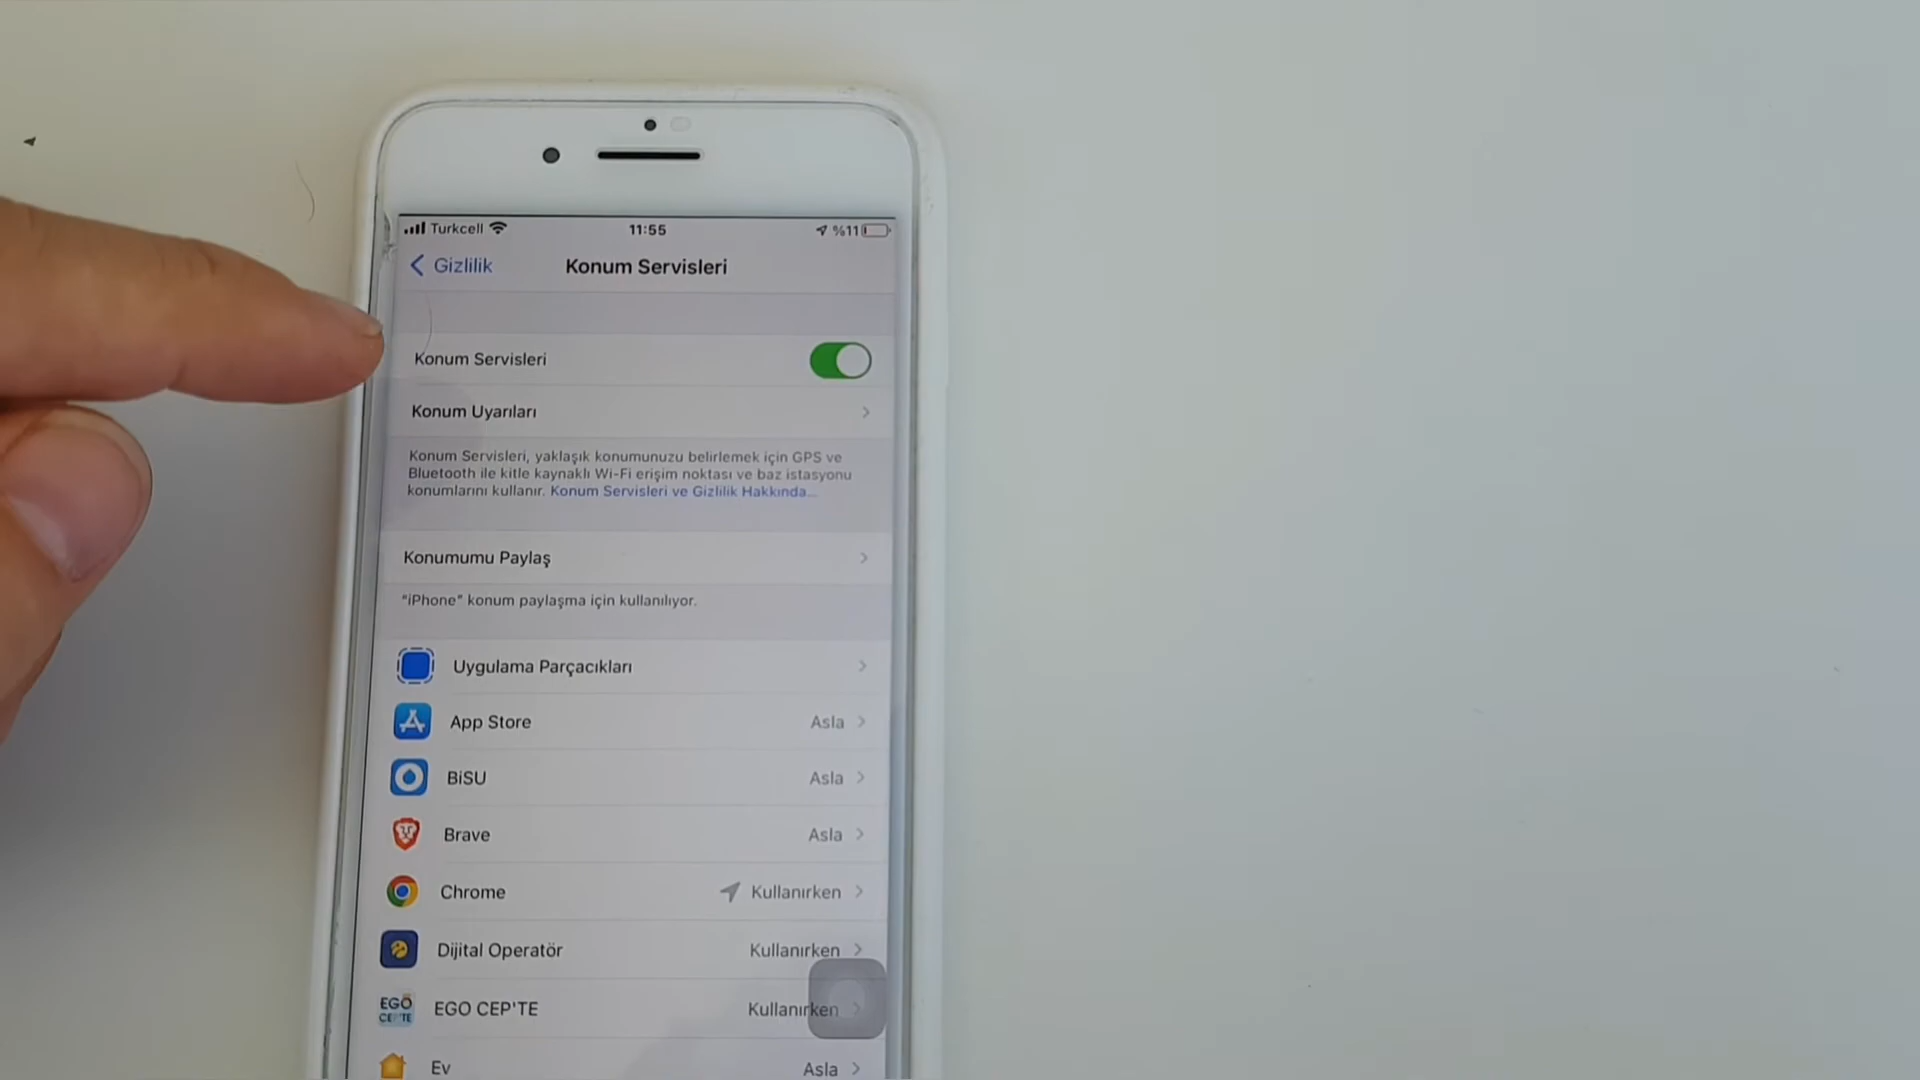 Turkcell 11:55 %11
Gizlilik Konum Servisleri
Konum Servisleri
Konum Uyarıları
Konum Servisleri, yaklaşık konumunuzu belirlemek için GPS ve
Bluetooth ile kitle kaynaklı Wi-Fi erişim noktası ve baz istasyonu
konumlarını kullanır. Konum Servisleri ve Gizlilik Hakkında...
Konumumu Paylaş
"iPhone" konum paylaşma için kullanılıyor.
Uygulama Parçacıkları
App Store Asla
BiSU Asla
Brave Asla
Chrome Kullanırken
Dijital Operatör Kullanırken
EGO
CEP'TE
EGO CEP'TE Kullanırken
Ev Asla